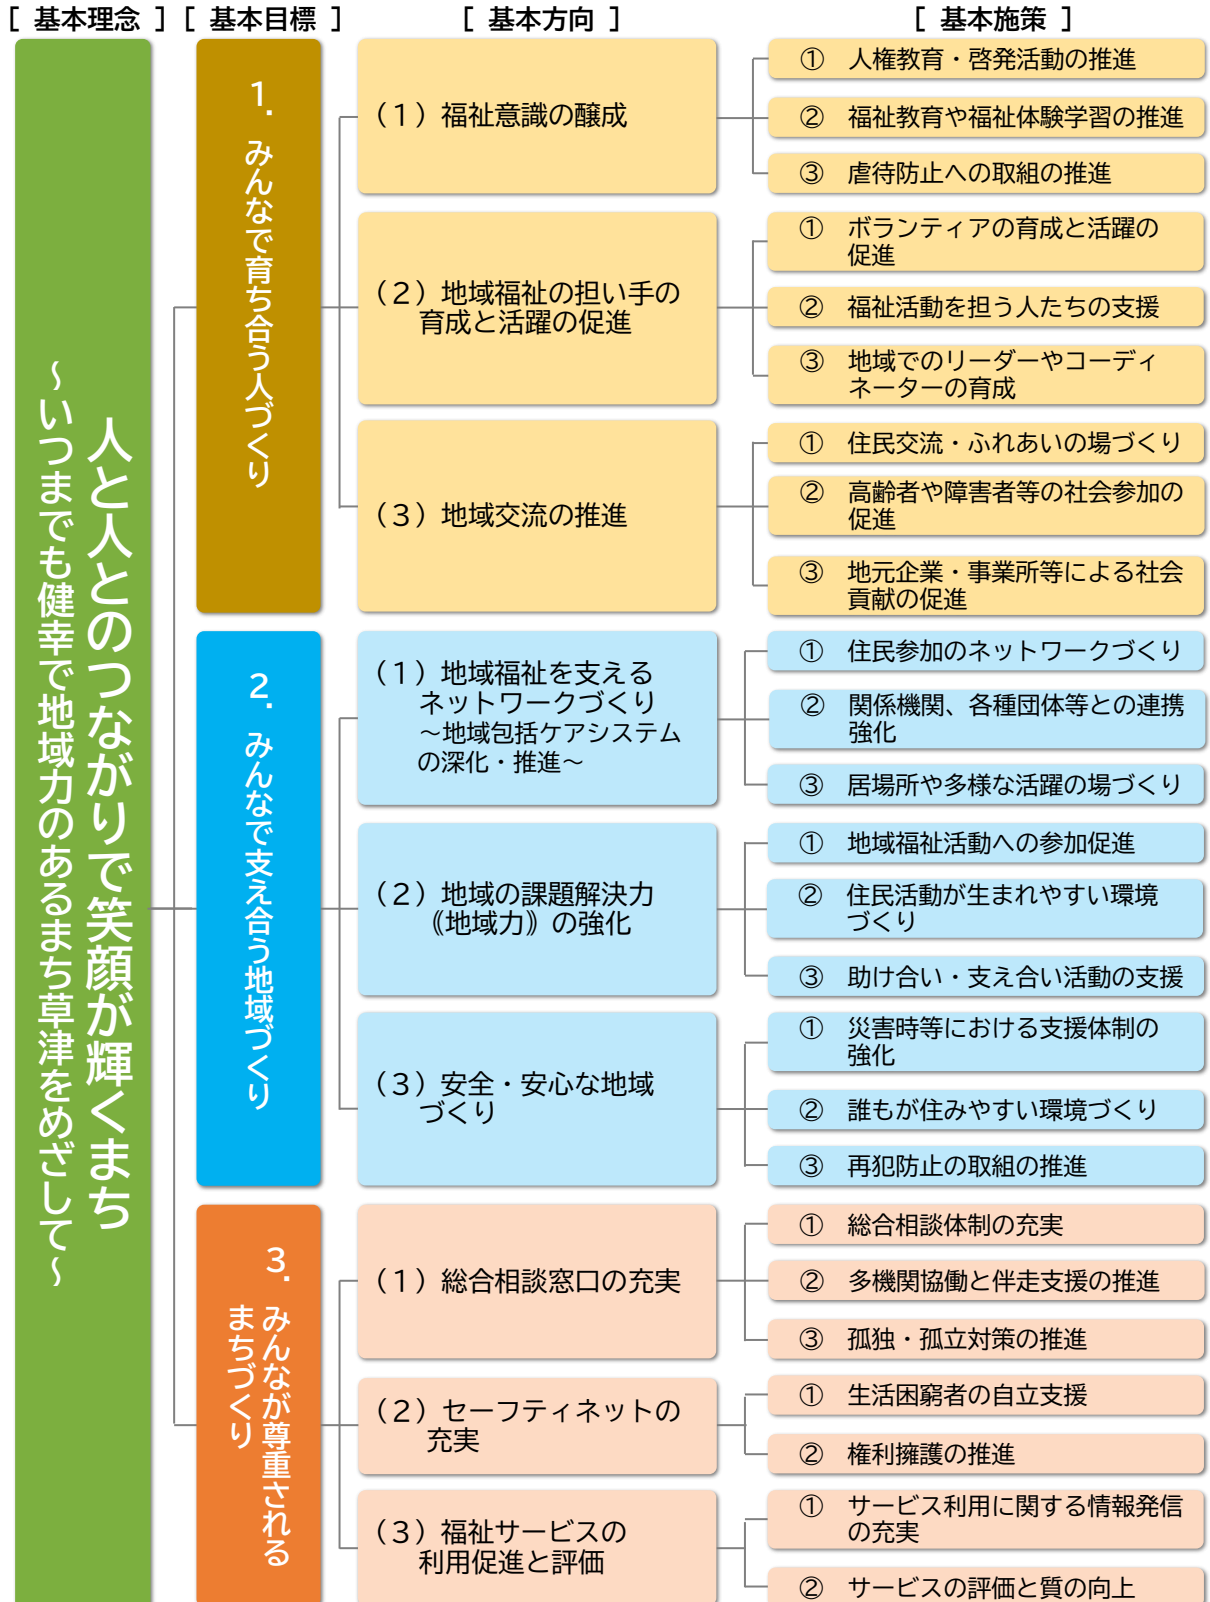 [ 基本理念 ] [ 基本目標 ] [ 基本方向 ] [ 基本施策 ]
人と人とのつながりで笑顔が輝くまち
～いつまでも健幸で地域力のあるまち草津をめざして～
1. みんなで育ち合う人づくり
（1）福祉意識の醸成
① 人権教育・啓発活動の推進
② 福祉教育や福祉体験学習の推進
③ 虐待防止への取組の推進
（2）地域福祉の担い手の
育成と活躍の促進
① ボランティアの育成と活躍の
促進
② 福祉活動を担う人たちの支援
③ 地域でのリーダーやコーディ
ネーターの育成
（3）地域交流の推進
① 住民交流・ふれあいの場づくり
② 高齢者や障害者等の社会参加の
促進
③ 地元企業・事業所等による社会
貢献の促進
2. みんなで支え合う地域づくり
（1）地域福祉を支える
ネットワークづくり
～地域包括ケアシステム
の深化・推進～
① 住民参加のネットワークづくり
② 関係機関、各種団体等との連携
強化
③ 居場所や多様な活躍の場づくり
（2）地域の課題解決力
《地域力》の強化
① 地域福祉活動への参加促進
② 住民活動が生まれやすい環境
づくり
③ 助け合い・支え合い活動の支援
（3）安全・安心な地域
づくり
① 災害時等における支援体制の
強化
② 誰もが住みやすい環境づくり
③ 再犯防止の取組の推進
3. みんなが尊重される
まちづくり
（1）総合相談窓口の充実
① 総合相談体制の充実
② 多機関協働と伴走支援の推進
③ 孤独・孤立対策の推進
（2）セーフティネットの
充実
① 生活困窮者の自立支援
② 権利擁護の推進
（3）福祉サービスの
利用促進と評価
① サービス利用に関する情報発信
の充実
② サービスの評価と質の向上